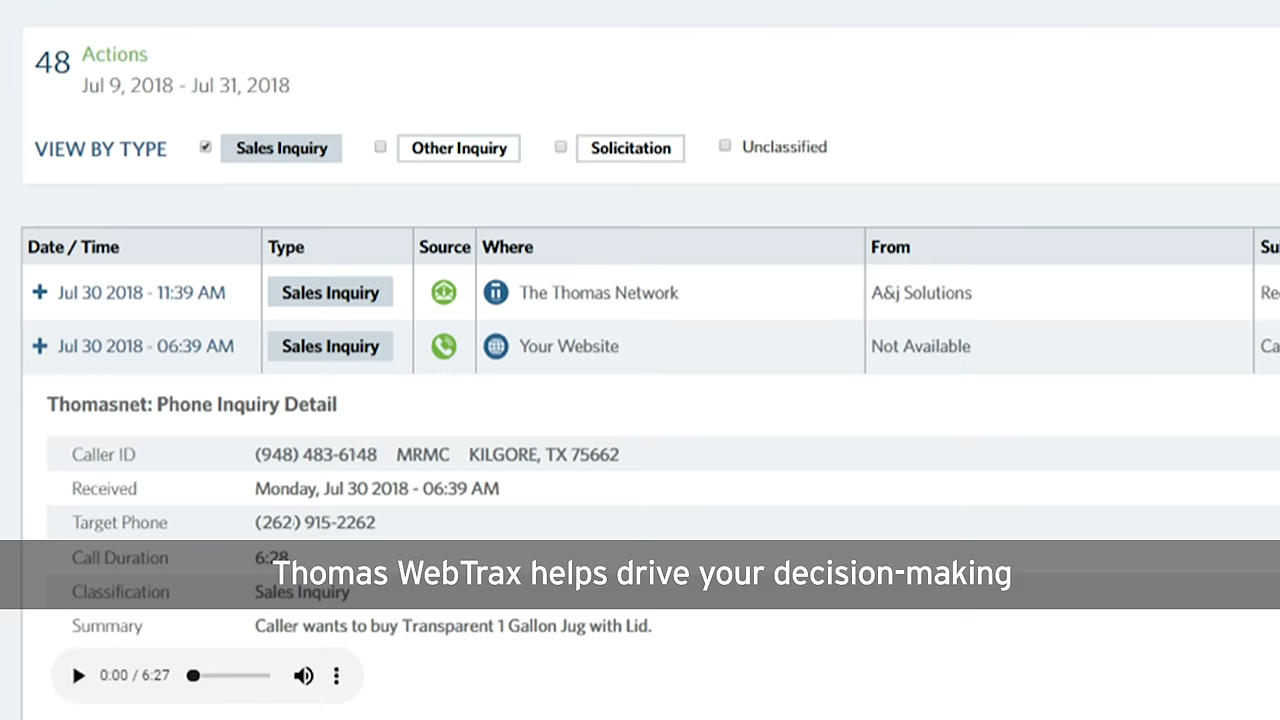 48 Actions
Jul 9, 2018 - Jul 31, 2018
VIEW BY TYPE Sales Inquiry Other Inquiry Solicitation Unclassified
Date / Time Type Source Where From Su
+ Jul 30 2018 - 11:39 AM Sales Inquiry The Thomas Network A&j Solutions Re
+ Jul 30 2018 - 06:39 AM Sales Inquiry Your Website Not Available Ca
Thomasnet: Phone Inquiry Detail
Caller ID (948) 483-6148 MRMC KILGORE, TX 75662
Received Monday, Jul 30 2018 - 06:39 AM
Target Phone (262) 915-2262
Call Duration 6:28
Thomas WebTrax helps drive your decision-making
Classification Sales Inquiry
Summary Caller wants to buy Transparent 1 Gallon Jug with Lid.
0:00 / 6:27